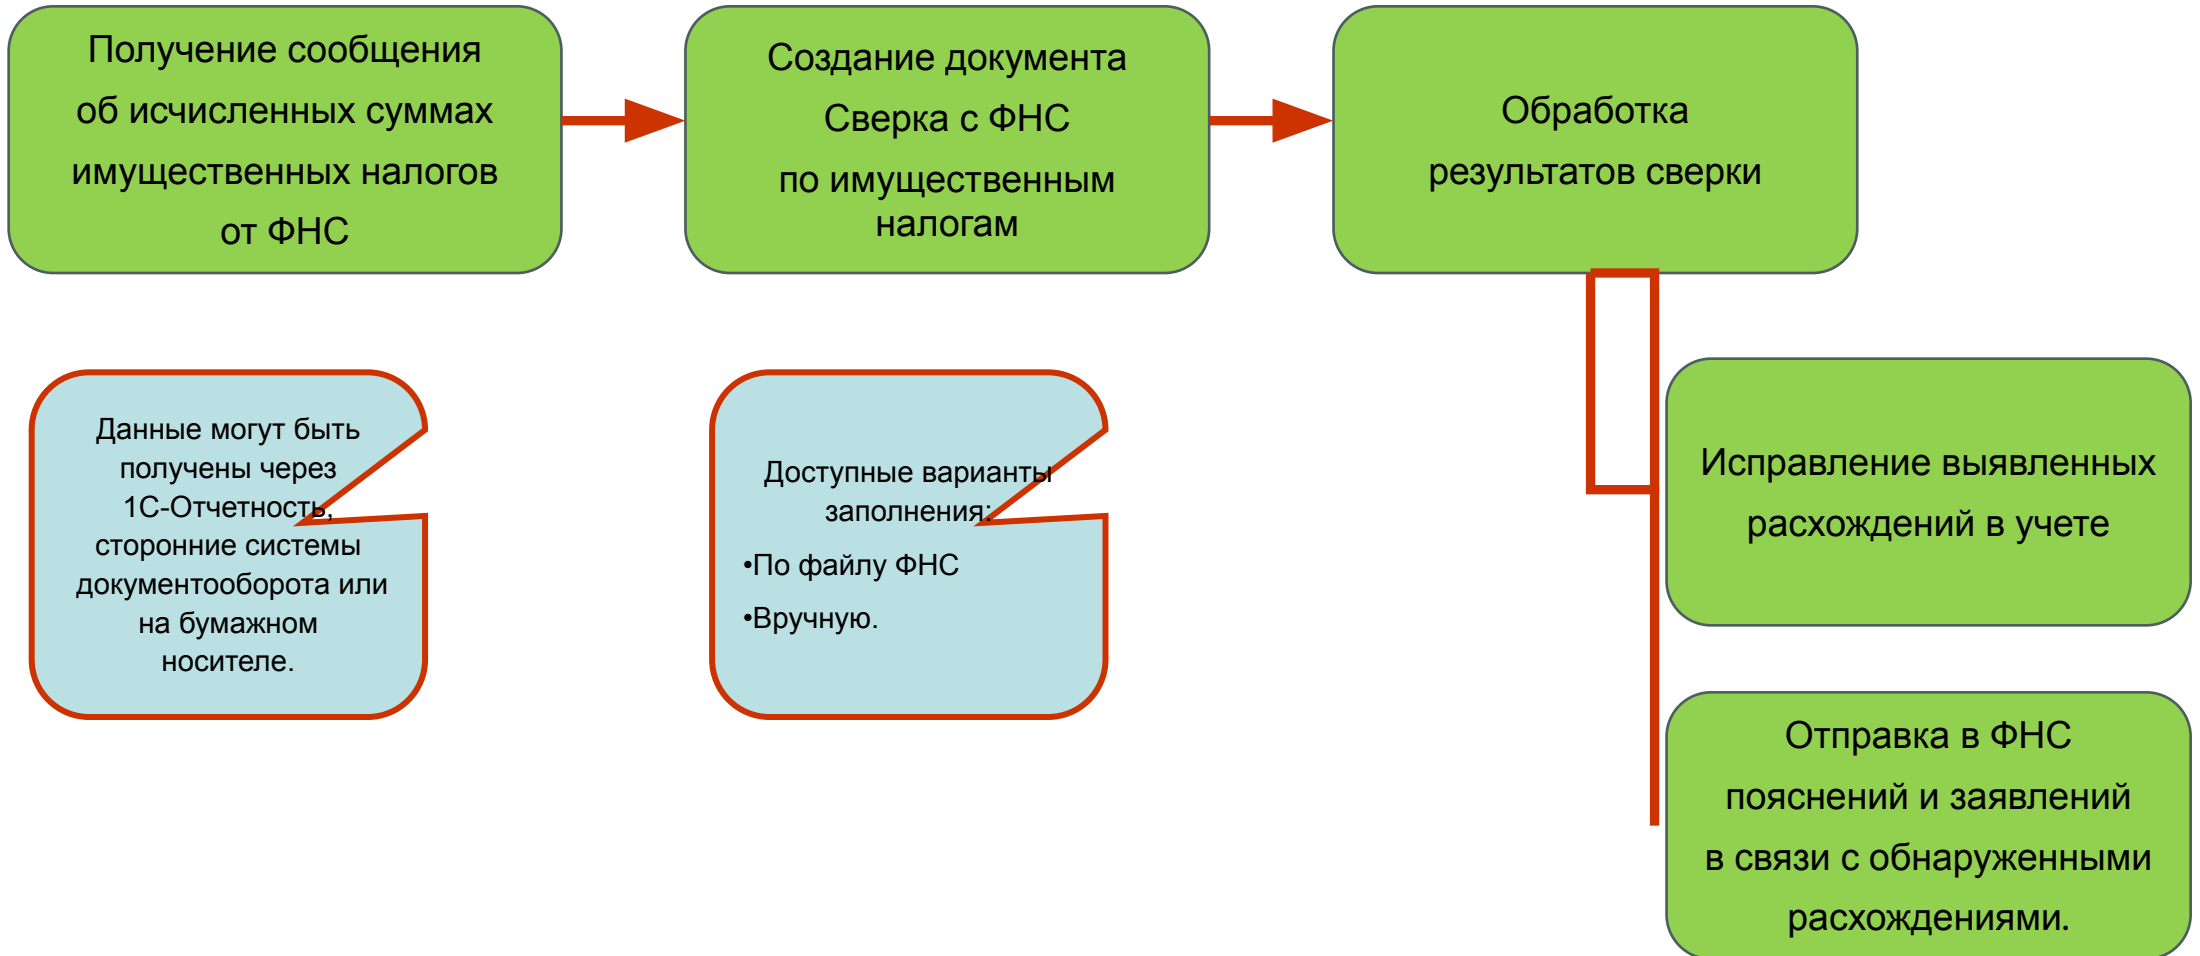 Получение сообщения
об исчисленных суммах
имущественных налогов
от ФНС
Создание документа
Сверка с ФНС
по имущественным
налогам
Обработка
результатов сверки
Данные могут быть
получены через
1С-Отчетность,
сторонние системы
документооборота или
на бумажном
носителе.
Доступные варианты
заполнения:
•По файлу ФНС
•Вручную.
Исправление выявленных
расхождений в учете
Отправка в ФНС
пояснений и заявлений
в связи с обнаруженными
расхождениями.